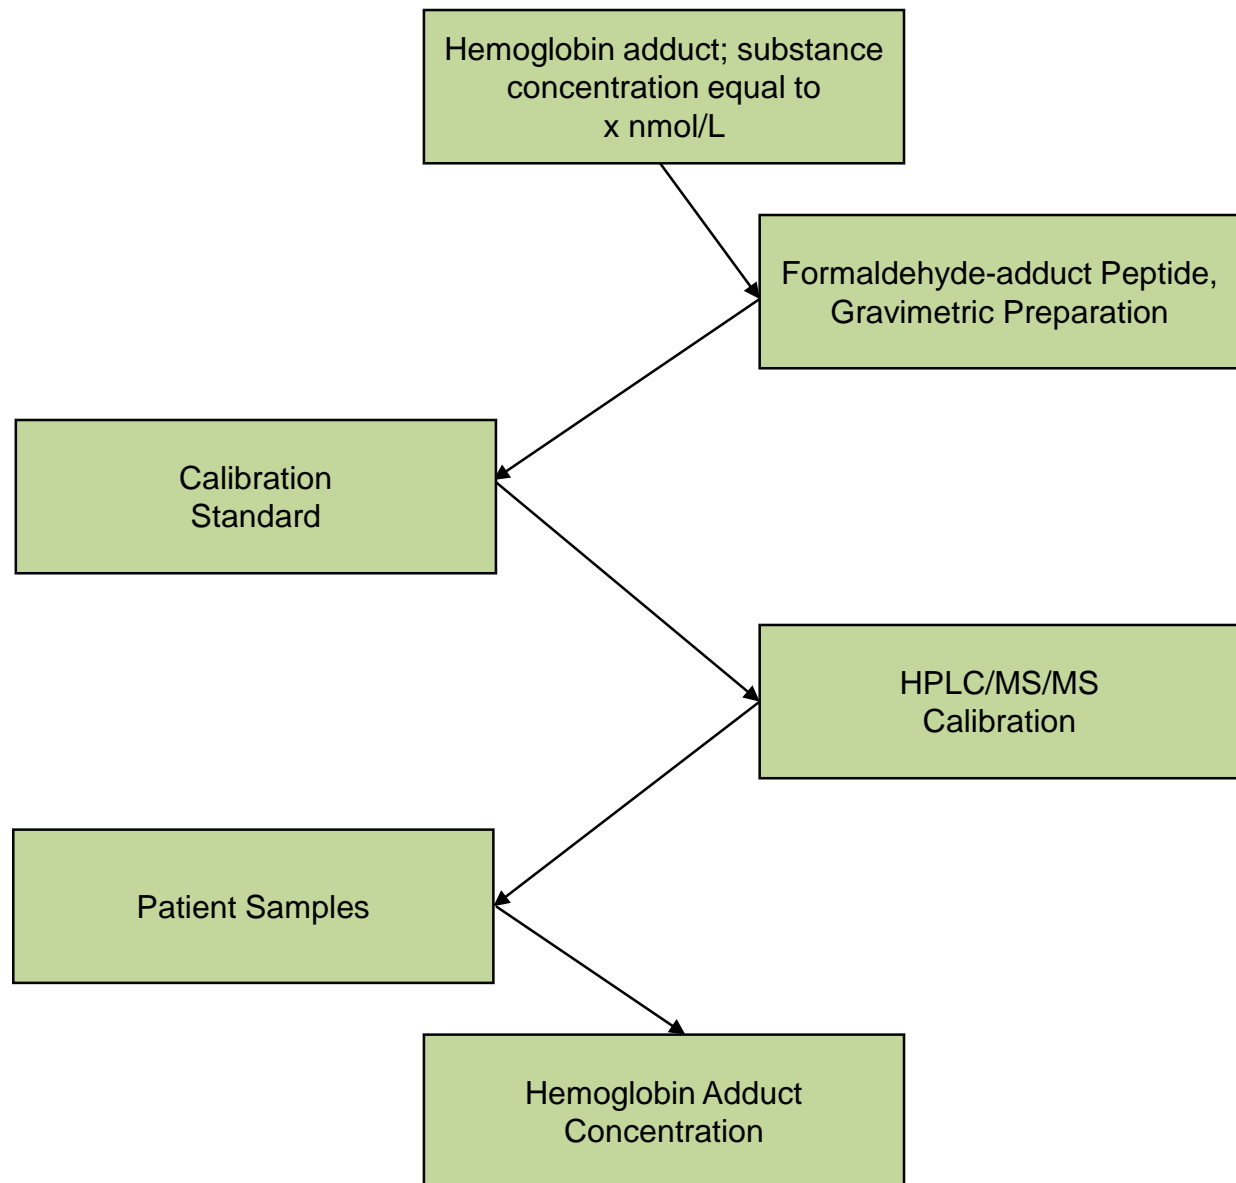 Hemoglobin adduct; substance
concentration equal to
x nmol/L
Formaldehyde-adduct Peptide,
Gravimetric Preparation
Calibration
Standard
HPLC/MS/MS
Calibration
Patient Samples
Hemoglobin Adduct
Concentration